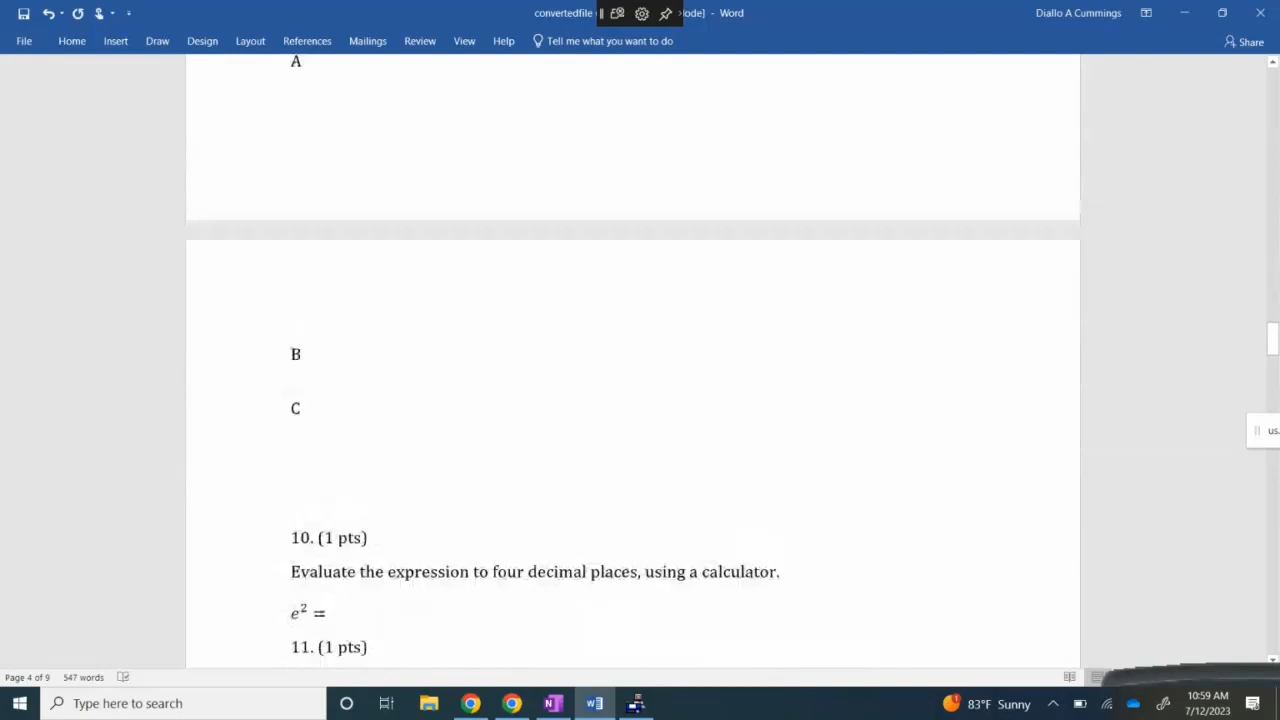 convertedfile
ode] - Word
Diallo A Cummings
File Home Insert Draw Design Layout References Mailings Review View Help Tell me what you want to do
Share
A
B
C
us.
10. (1 pts)
Evaluate the expression to four decimal places, using a calculator.
e² =
11. (1 pts)
Page 4 of 9 547 words
Type here to search
83°F Sunny
10:59 AM
7/12/2023